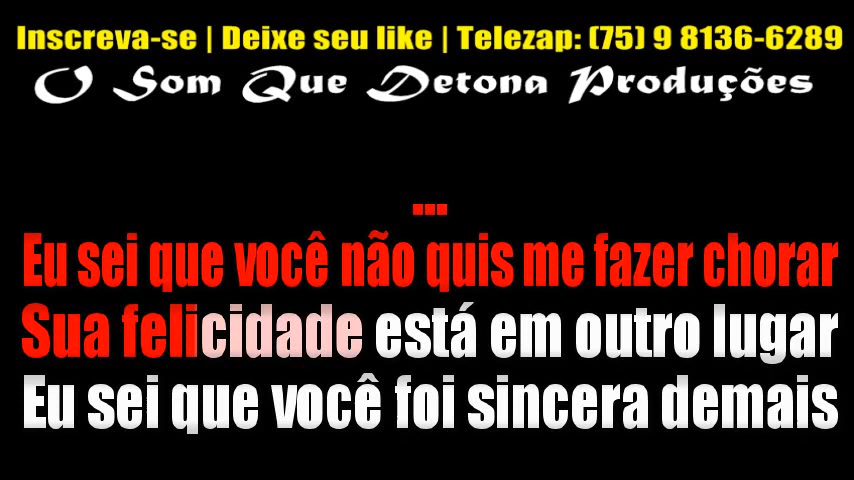 Inscreva-se | Deixe seu like | Telezap: (75) 9 8136-6289
O Som Que Detona Produções
...
Eu sei que você não quis me fazer chorar
Sua felicidade está em outro lugar
Eu sei que você foi sincera demais